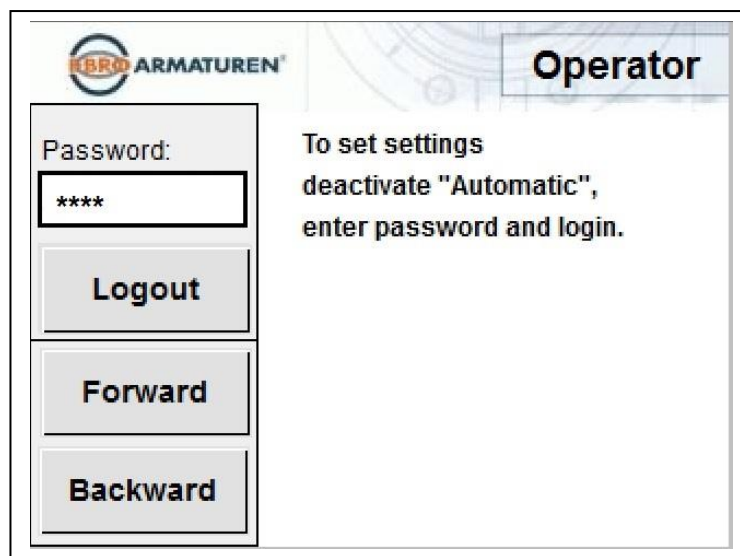 EBRO ARMATUREN®
Operator
Password:
****
Logout
Forward
Backward
To set settings
deactivate "Automatic",
enter password and login.